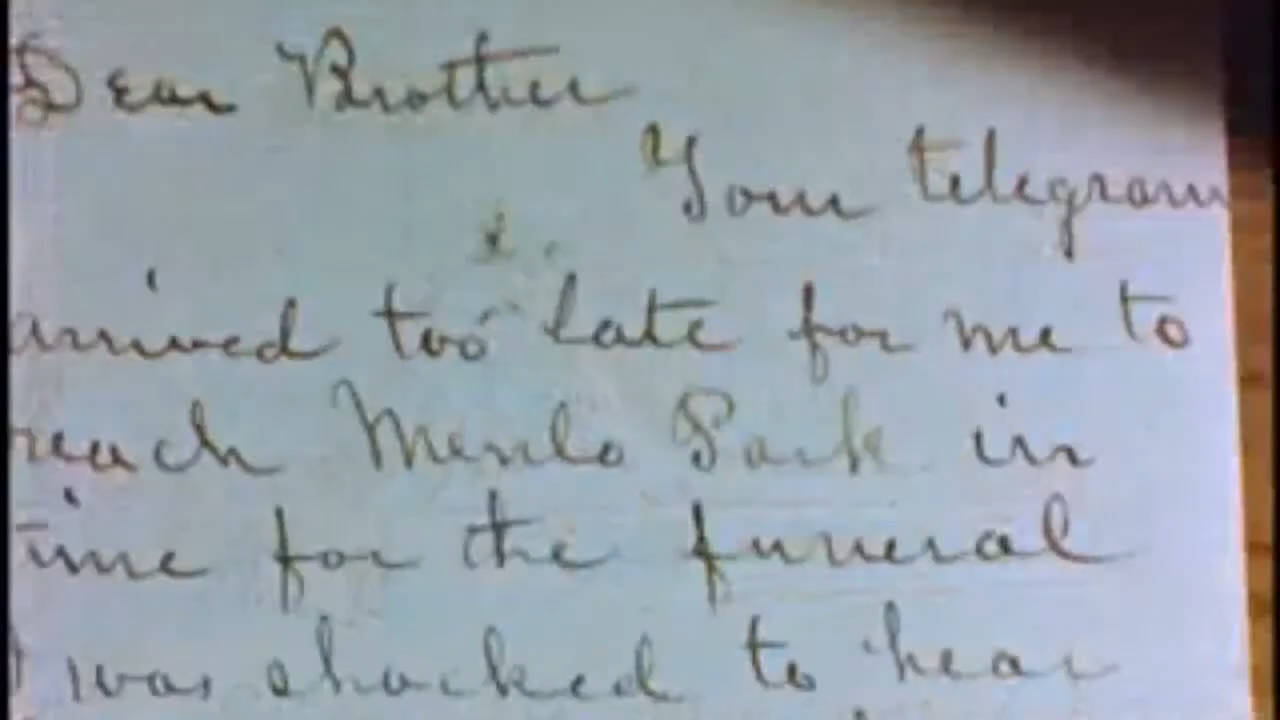 Dear Brother
Your telegram
arrived too late for me to
reach Menlo Park in
time for the funeral
I was shocked to hear